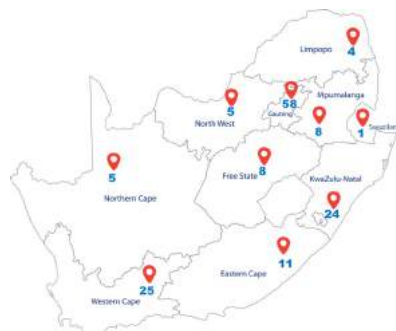 Limpopo
4
Mpumalanga
58
5
Gauteng
North West
8
1
Swaziland
8
Free State
KwaZulu-Natal
5
Northern Cape
24
11
Eastern Cape
25
Western Cape